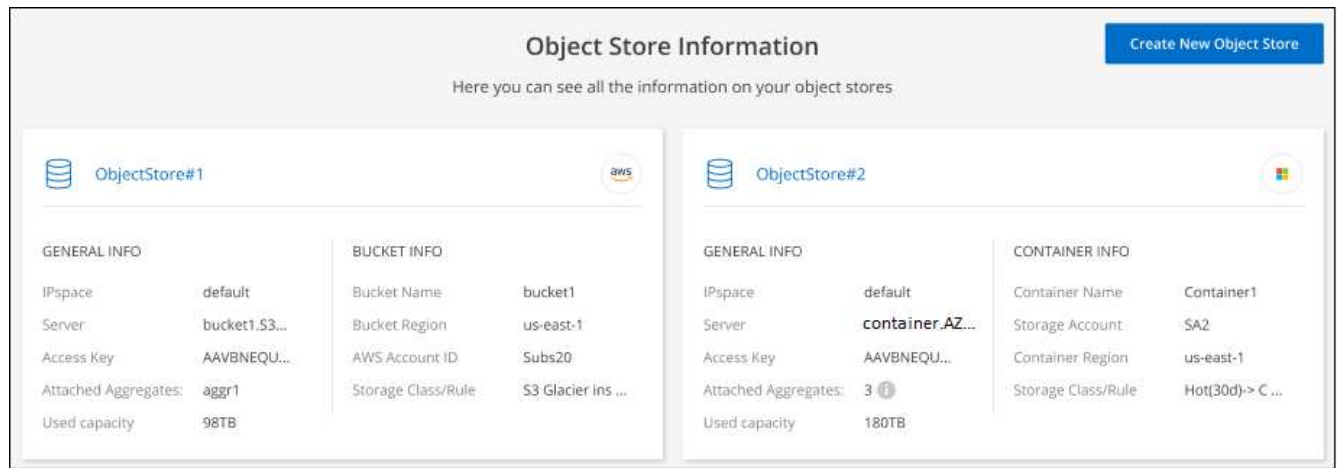 Object Store Information
Create New Object Store
Here you can see all the information on your object stores
ObjectStore#1
aws
GENERAL INFO
BUCKET INFO
IPspace default Bucket Name bucket1
Server bucket1.S3... Bucket Region us-east-1
Access Key AAVBNEQU... AWS Account ID Subs20
Attached Aggregates: aggr1 Storage Class/Rule S3 Glacier ins ...
Used capacity 98TB
ObjectStore#2
GENERAL INFO
CONTAINER INFO
IPspace default Container Name Container1
Server container.AZ... Storage Account SA2
Access Key AAVBNEQU... Container Region us-east-1
Attached Aggregates: 3 i Storage Class/Rule Hot(30d)-> C ...
Used capacity 180TB